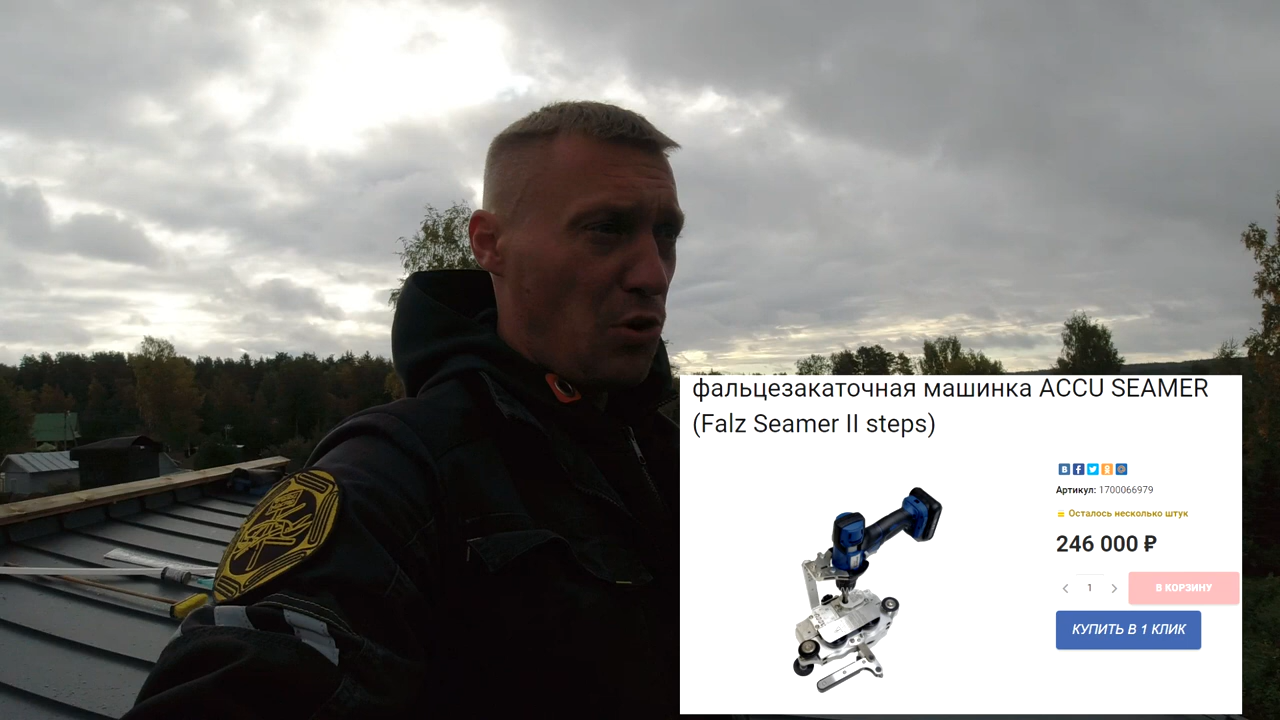 фальцезакаточная машинка ACCU SEAMER
(Falz Seamer II steps)
Артикул: 1700066979
Осталось несколько штук
246 000 ₽
1
В КОРЗИНУ
КУПИТЬ В 1 КЛИК